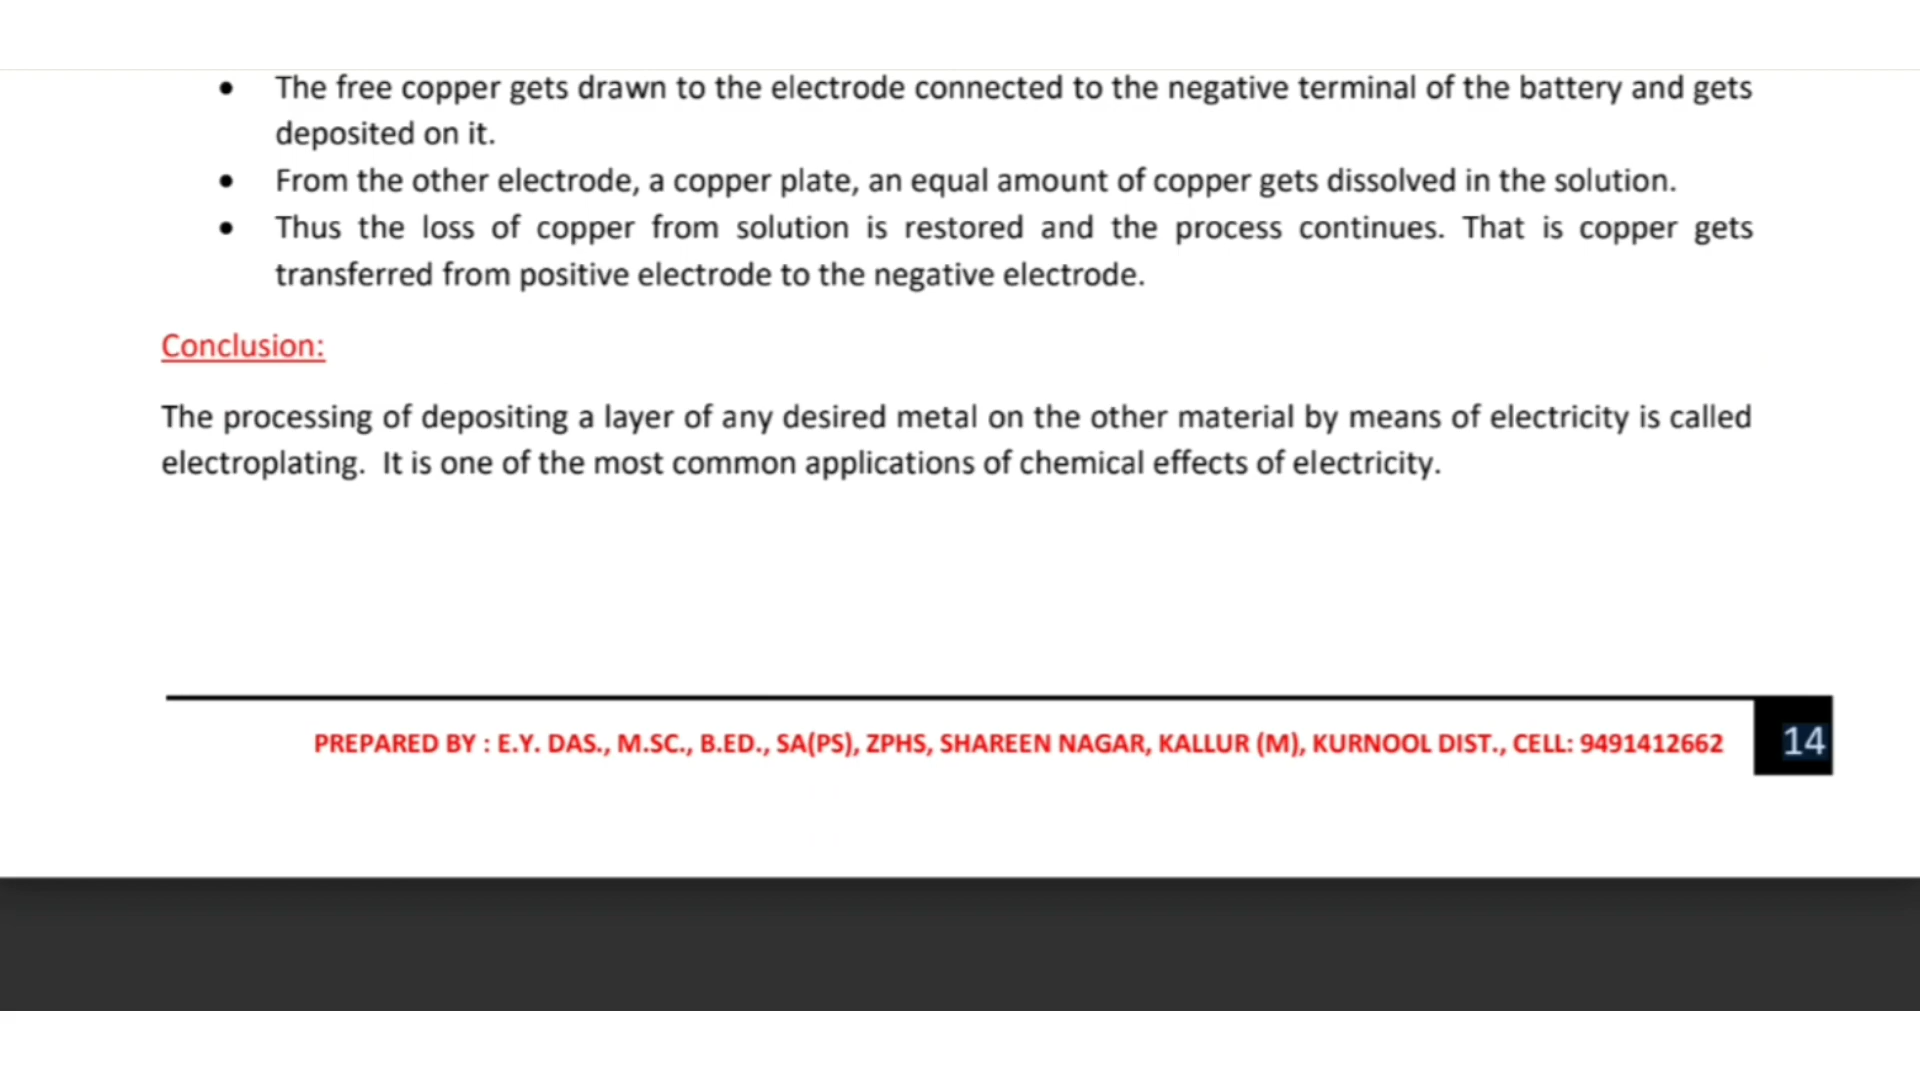 • The free copper gets drawn to the electrode connected to the negative terminal of the battery and gets
deposited on it.
• From the other electrode, a copper plate, an equal amount of copper gets dissolved in the solution.
• Thus the loss of copper from solution is restored and the process continues. That is copper gets
transferred from positive electrode to the negative electrode.
Conclusion:
The processing of depositing a layer of any desired metal on the other material by means of electricity is called
electroplating. It is one of the most common applications of chemical effects of electricity.
PREPARED BY : E.Y. DAS., M.SC., B.ED., SA(PS), ZPHS, SHAREEN NAGAR, KALLUR (M), KURNOOL DIST., CELL: 9491412662
14